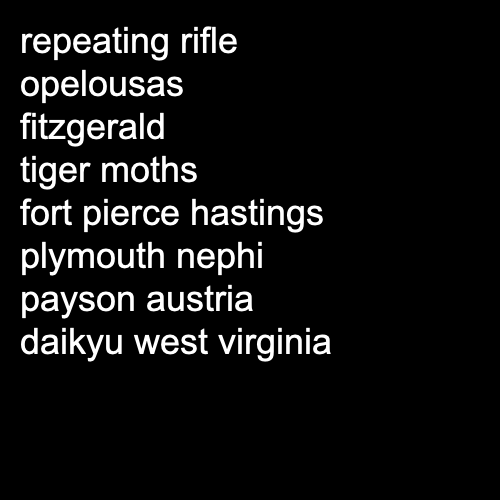 repeating rifle
opelousas
fitzgerald
tiger moths
fort pierce hastings
plymouth nephi
payson austria
daikyu west virginia